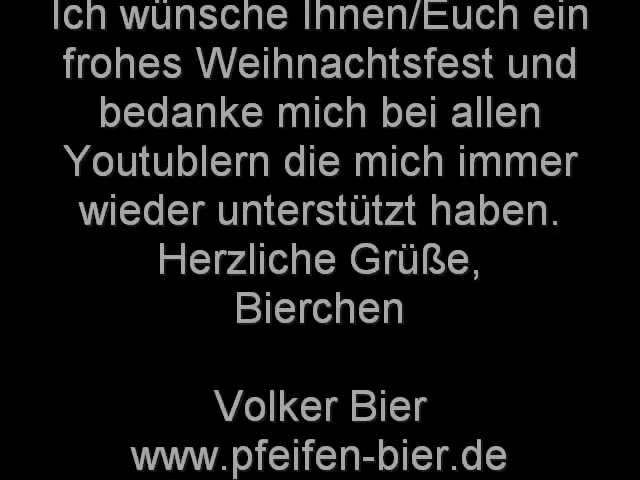 Ich wünsche Ihnen/Euch ein
frohes Weihnachtsfest und
bedanke mich bei allen
Youtublern die mich immer
wieder unterstützt haben.
Herzliche Grüße,
Bierchen
Volker Bier
www.pfeifen-bier.de